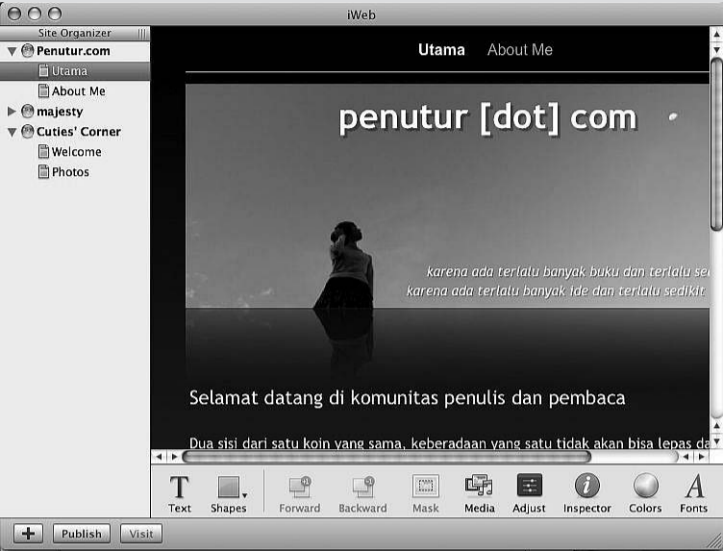 iWeb
Site Organizer
Penutur.com
Utama
About Me
majesty
Cuties' Corner
Welcome
Photos
Utama About Me
penutur [dot] com
karena ada terlalu banyak buku dan terlalu
karena ada terlalu banyak ide dan terlalu sedikit
Selamat datang di komunitas penulis dan pembaca
Dua sisi dari satu koin yang sama, keberadaan yang satu tidak akan bisa lepas
Text Shapes Forward Backward Mask Media Adjust Inspector Colors Fonts
Publish Visit